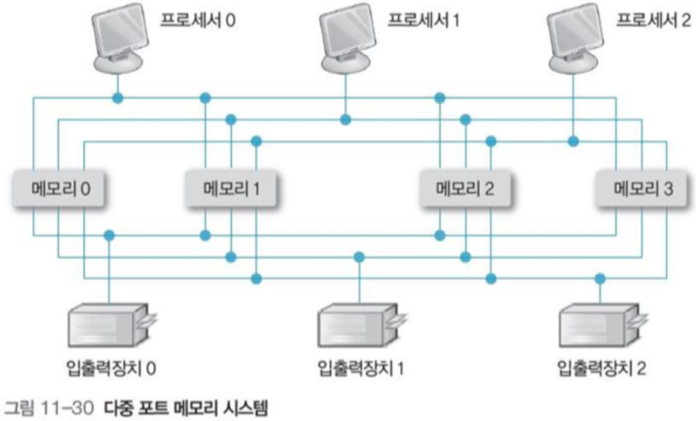 프로세서 0 프로세서 1 프로세서 2
메모리 0 메모리 1 메모리 2 메모리 3
입출력장치 0 입출력장치 1 입출력장치 2
그림 11-30 다중 포트 메모리 시스템